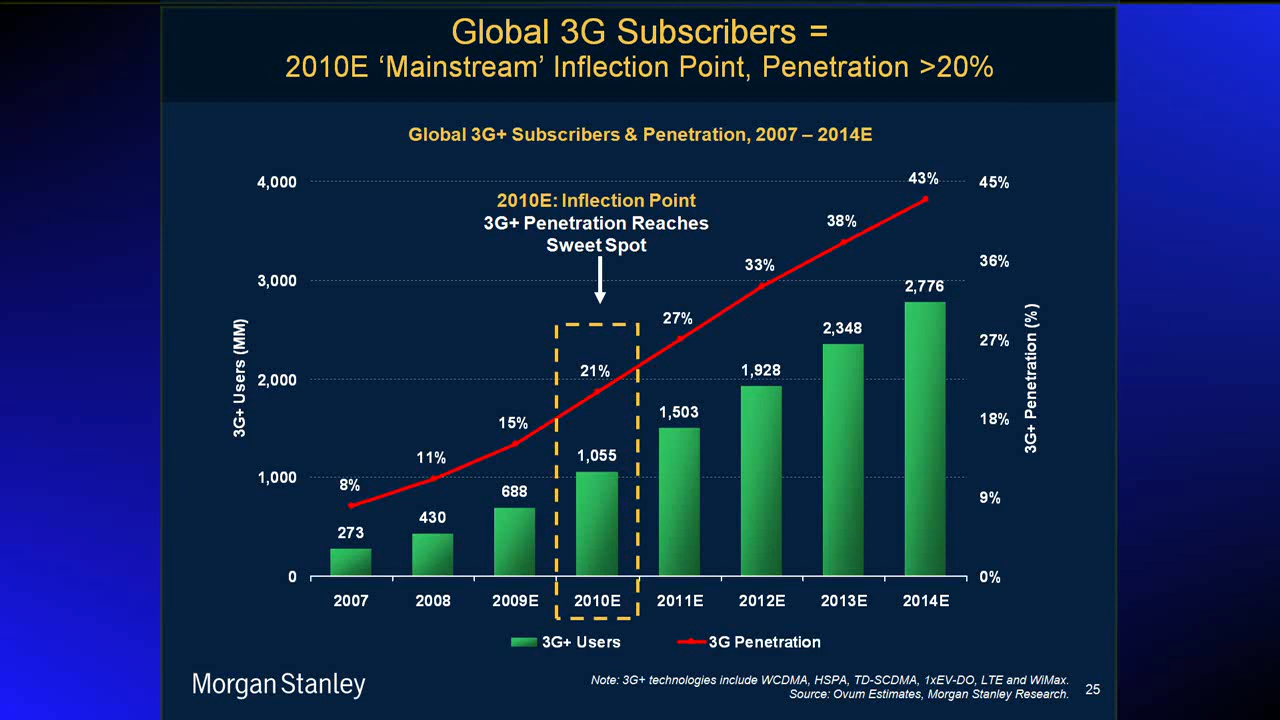 Global 3G Subscribers =
2010E ‘Mainstream’ Inflection Point, Penetration >20%
Global 3G+ Subscribers & Penetration, 2007 – 2014E
4,000
3,000
2,000
1,000
0
3G+ Users (MM)
2010E: Inflection Point
3G+ Penetration Reaches
Sweet Spot
8%
11%
15%
21%
27%
33%
38%
43%
273
430
688
1,055
1,503
1,928
2,348
2,776
45%
36%
27%
18%
9%
0%
3G+ Penetration (%)
2007 2008 2009E 2010E 2011E 2012E 2013E 2014E
3G+ Users 3G Penetration
Morgan Stanley
Note: 3G+ technologies include WCDMA, HSPA, TD-SCDMA, 1xEV-DO, LTE and WiMax.
Source: Ovum Estimates, Morgan Stanley Research.
25